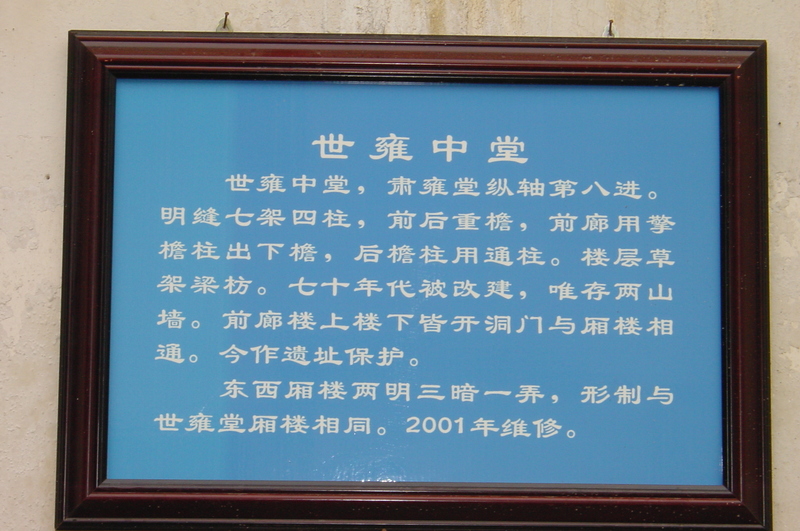 世雍中堂
世雍中堂，肃雍堂纵轴第八进。
明缝七架四柱，前后重檐，前廊用擎
檐柱出下檐，后檐柱用通柱。楼层草
架梁枋。七十年代被改建，唯存两山
墙。前廊楼上楼下皆开洞门与厢楼相
通。今作遗址保护。
东西厢楼两明三暗一弄，形制与
世雍堂厢楼相同。2001年维修。